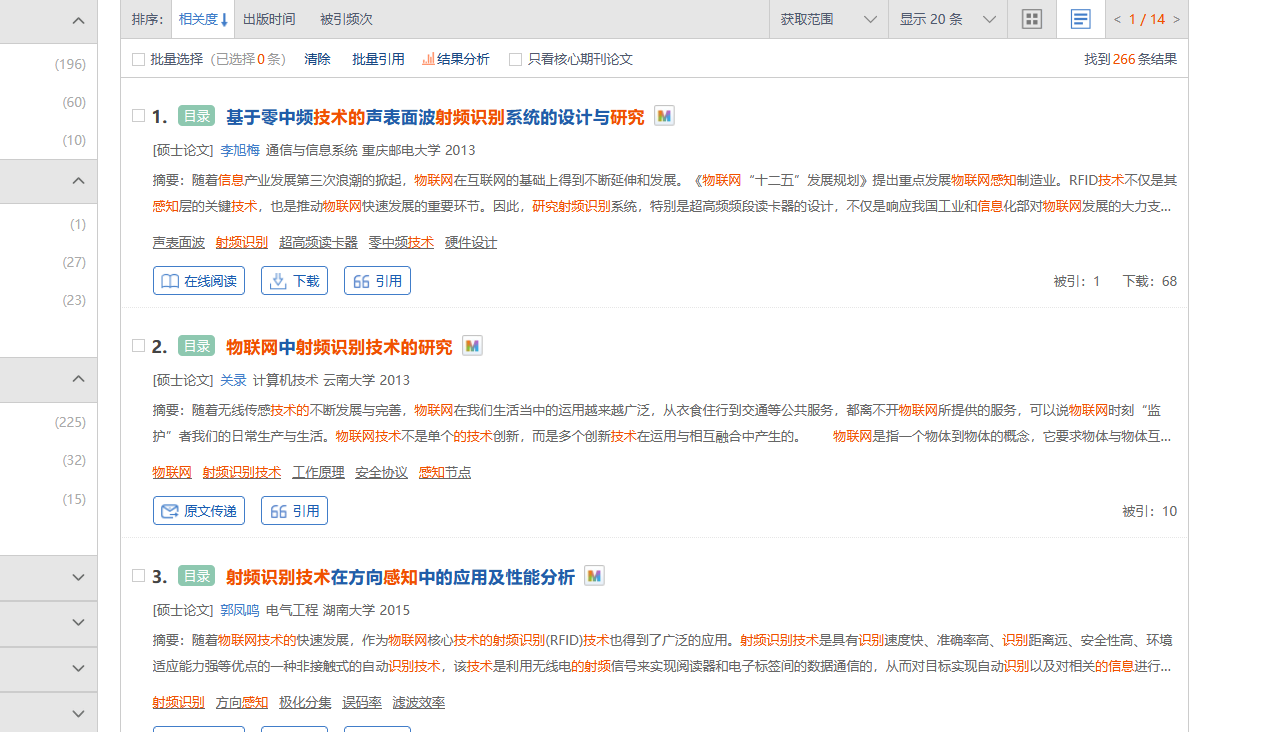 排序： 相关度 出版时间 被引频次 获取范围 显示 20 条 < 1 / 14 >
批量选择 (已选择 0 条) 清除 批量引用 结果分析 只看核心期刊论文 找到 266 条结果
(196)
(60)
(10)
(1)
(27)
(23)
(225)
(32)
(15)
1. 目录 基于零中频技术的声表面波射频识别系统的设计与研究 M
[硕士论文] 李旭梅 通信与信息系统 重庆邮电大学 2013
摘要：随着信息产业发展第三次浪潮的掀起，物联网在互联网的基础上得到不断延伸和发展。《物联网“十二五”发展规划》提出重点发展物联网感知制造业。RFID技术不仅是其
感知层的关键技术，也是推动物联网快速发展的重要环节。因此，研究射频识别系统，特别是超高频频段读卡器的设计，不仅是响应我国工业和信息化部对物联网发展的大力支...
声表面波 射频识别 超高频读卡器 零中频技术 硬件设计
在线阅读 下载 引用 被引：1 下载：68
2. 目录 物联网中射频识别技术的研究 M
[硕士论文] 关录 计算机技术 云南大学 2013
摘要：随着无线传感技术的不断发展与完善，物联网在我们生活当中的运用越来越广泛，从衣食住行到交通等公共服务，都离不开物联网所提供的服务，可以说物联网时刻“监
护”者我们的日常生产与生活。物联网技术不是单个的技术创新，而是多个创新技术在运用与相互融合中产生的。 物联网是指一个物体到物体的概念，它要求物体与物体互...
物联网 射频识别技术 工作原理 安全协议 感知节点
原文传递 引用 被引：10
3. 目录 射频识别技术在方向感知中的应用及性能分析 M
[硕士论文] 郭凤鸣 电气工程 湖南大学 2015
摘要：随着物联网技术的快速发展，作为物联网核心技术的射频识别(RFID)技术也得到了广泛的应用。射频识别技术是具有识别速度快、准确率高、识别距离远、安全性高、环境
适应能力强等优点的一种非接触式的自动识别技术，该技术是利用无线电的射频信号来实现阅读器和电子标签间的数据通信的，从而对目标实现自动识别以及对相关的信息进行...
射频识别 方向感知 极化分集 误码率 滤波效率